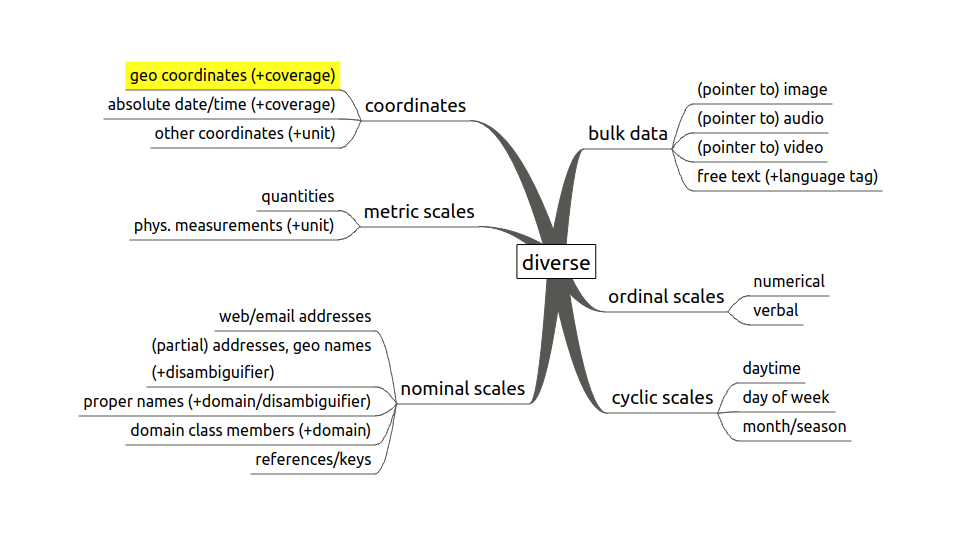 geo coordinates (+coverage)
absolute date/time (+coverage)
other coordinates (+unit)
coordinates
quantities
phys. measurements (+unit)
metric scales
web/email addresses
(partial) addresses, geo names
(+disambiguifier)
proper names (+domain/disambiguifier)
domain class members (+domain)
references/keys
nominal scales
diverse
bulk data
(pointer to) image
(pointer to) audio
(pointer to) video
free text (+language tag)
ordinal scales
numerical
verbal
cyclic scales
daytime
day of week
month/season